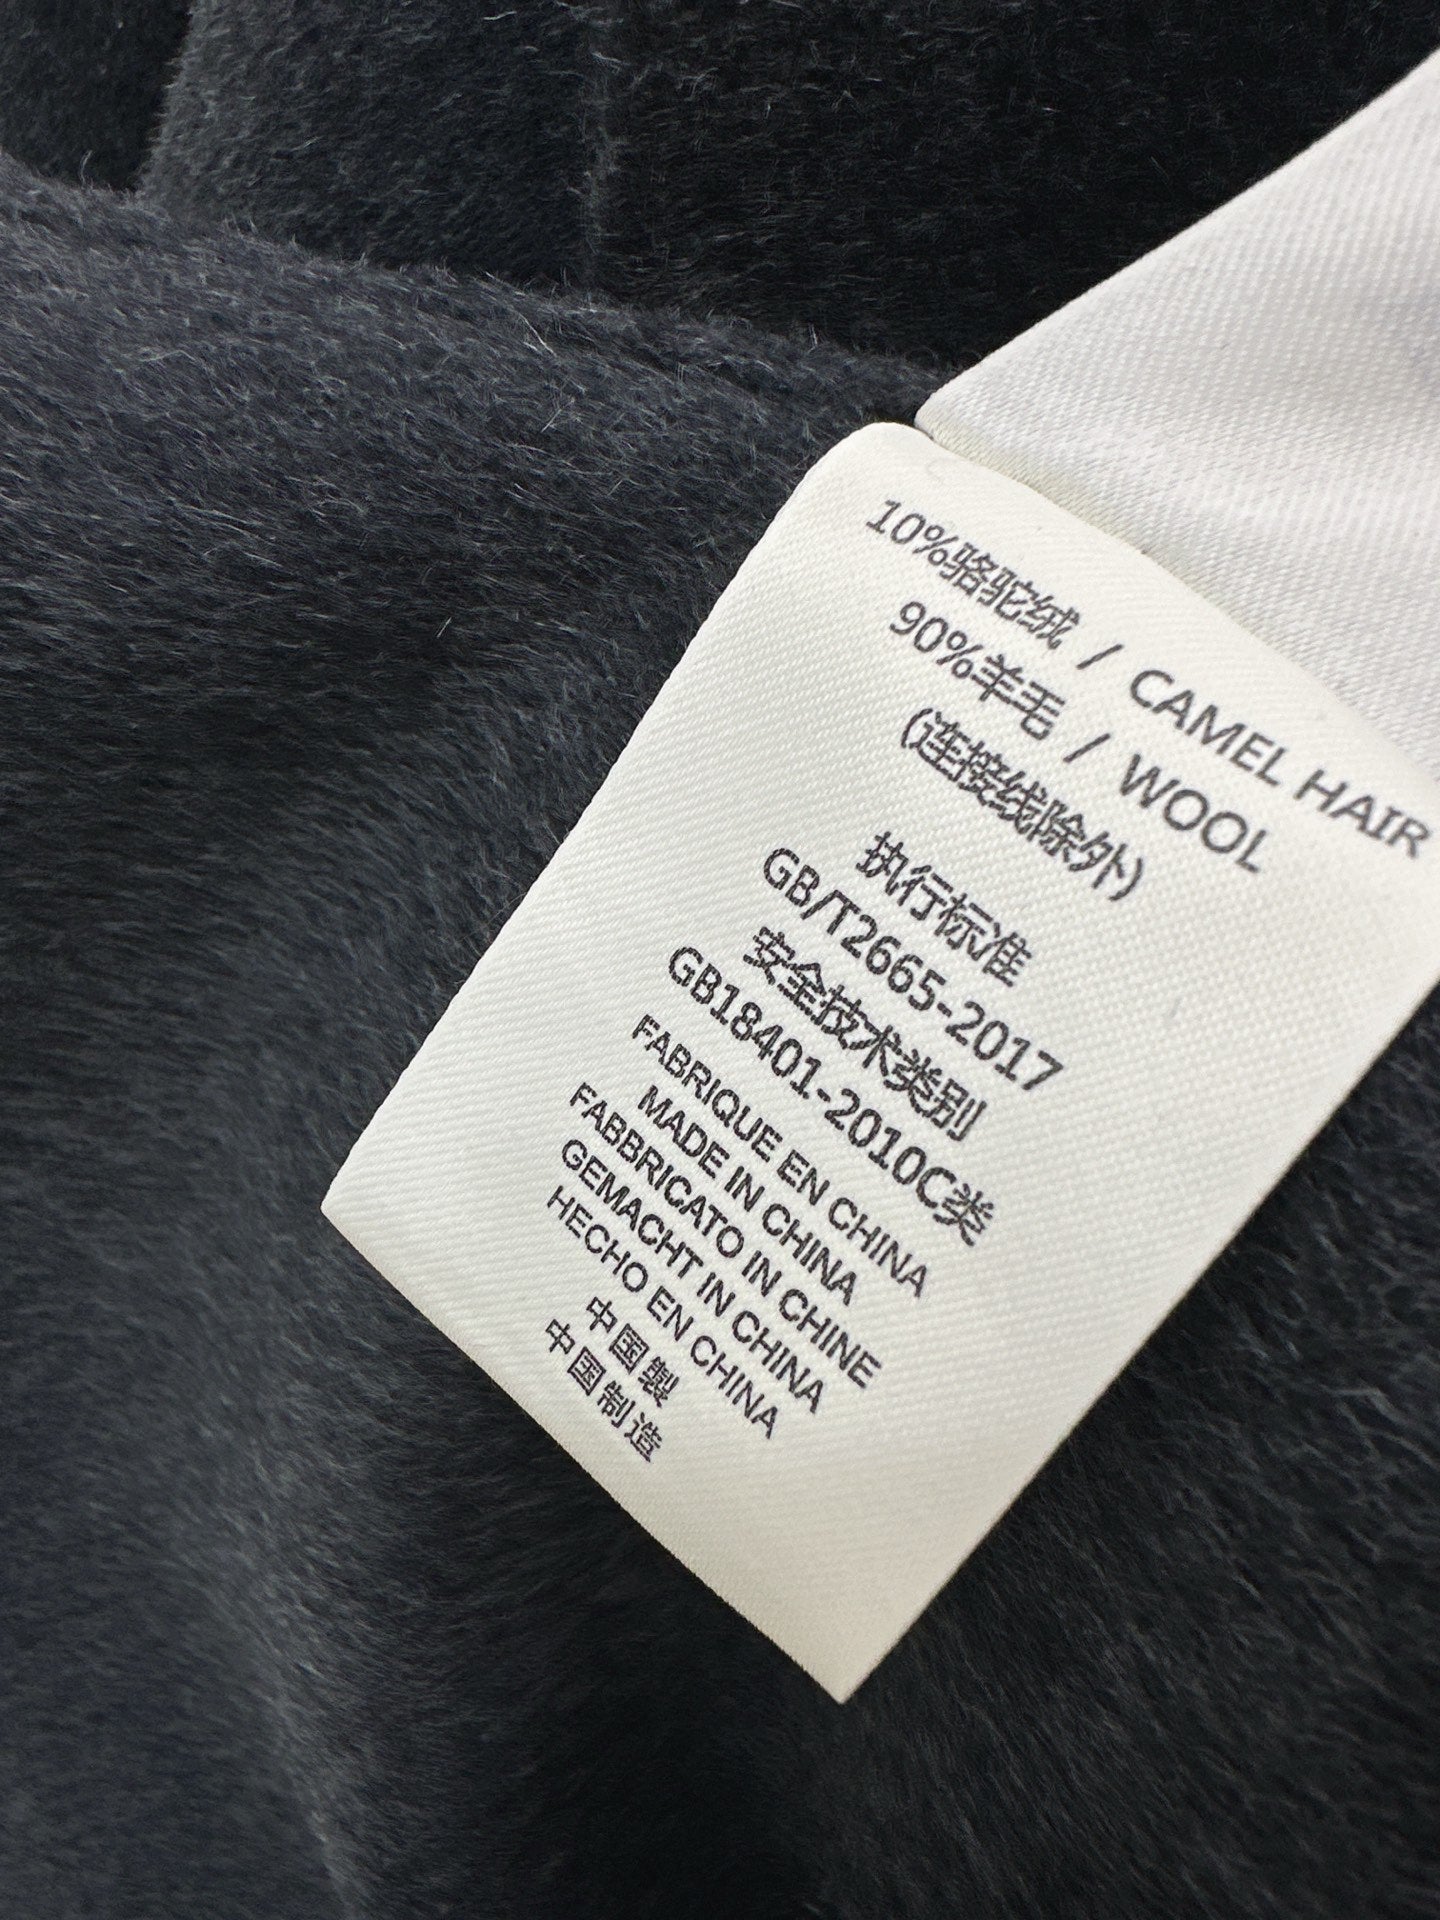 10%骆驼绒 / CAMEL HAIR
90%羊毛 / WOOL
(连接线除外)
执行标准
GB/T2665-2017
安全技术类别
GB18401-2010C类
FABRIQUE EN CHINA
MADE IN CHINA
FABBRICATO IN CHINE
GEMACHT IN CHINA
HECHO EN CHINA
中国製
中国制造